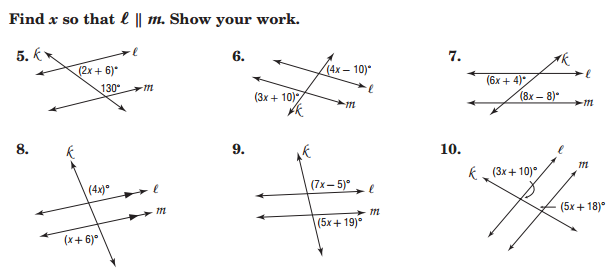 Find x so that ℓ ∥ m. Show your work.
5. k ℓ
(2x + 6)°
130° m
6. (4x – 10)°
ℓ
(3x + 10)° m
k
7. k
ℓ
(6x + 4)°
(8x – 8)°
m
8. k
(4x)° ℓ
m
(x + 6)°
9. k
(7x – 5)° ℓ
m
(5x + 19)°
10. ℓ
m
k (3x + 10)°
(5x + 18)°